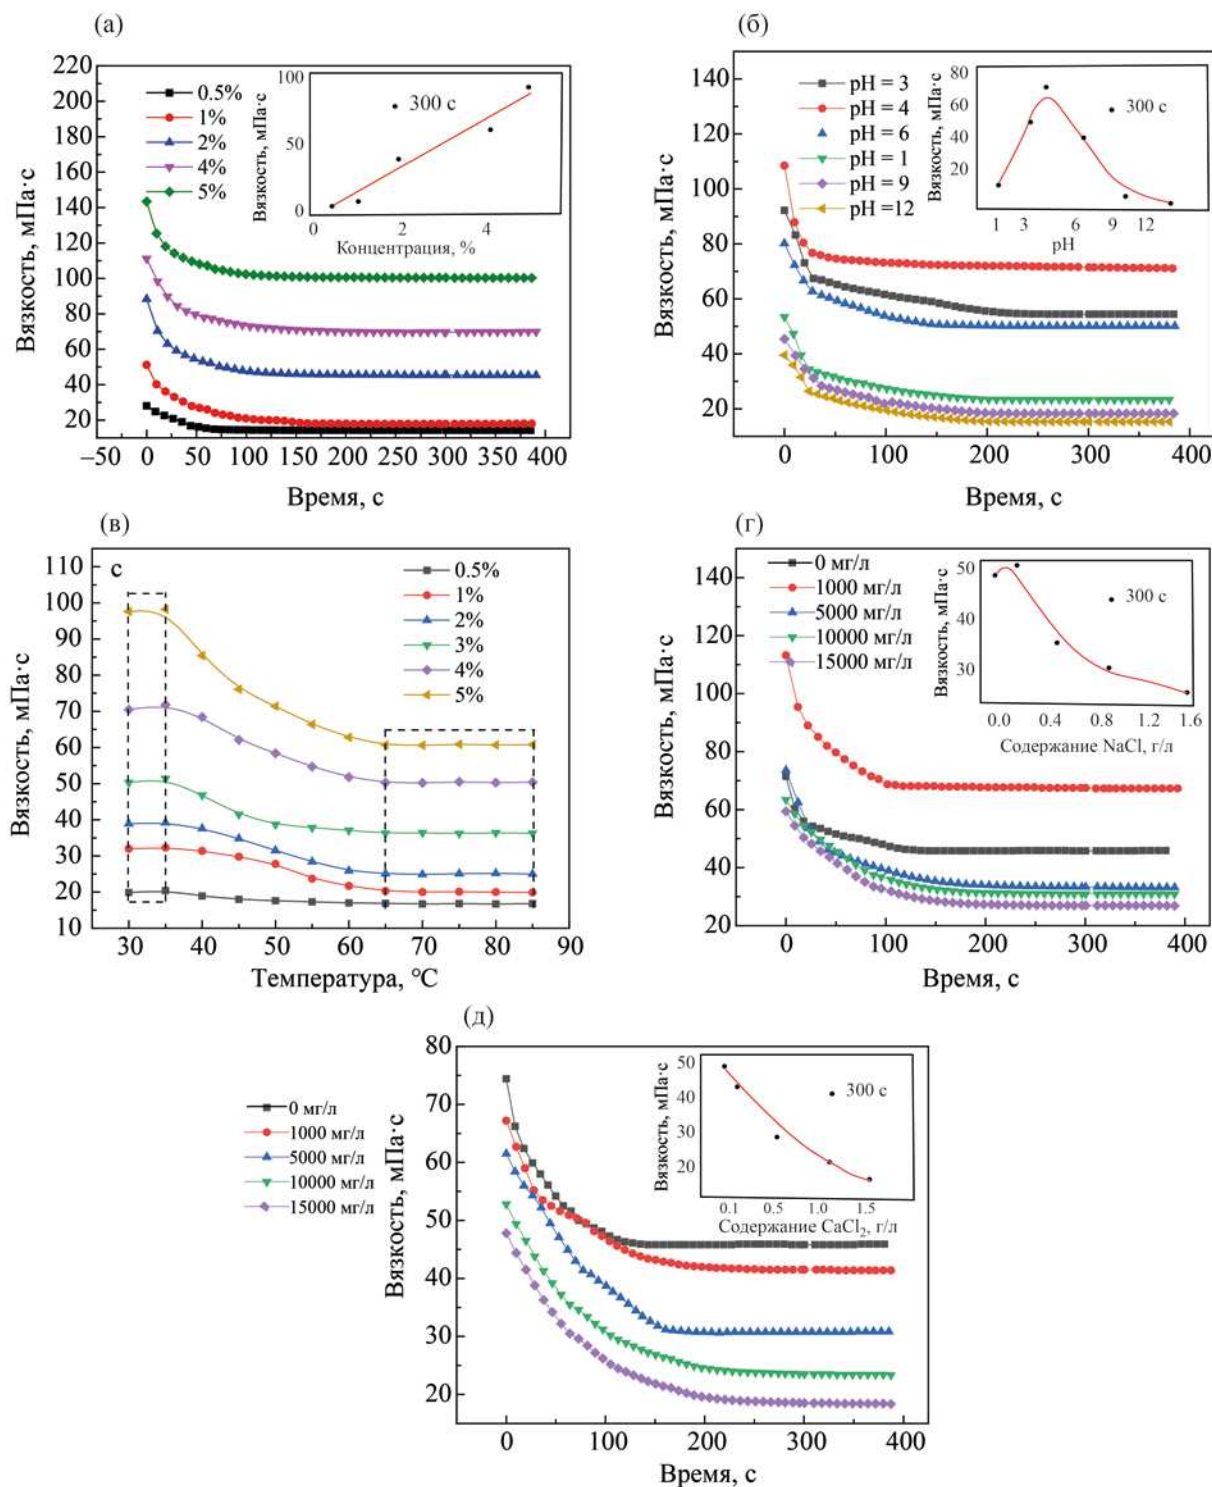 (а)
220
200
180
160
140
120
100
80
60
40
20
–50
0
50
100
150
200
250
300
350
400
Вязкость, мПа·с
Время, с
0.5%
1%
2%
4%
5%
100
50
0
0
2
4
Вязкость, мПа·с
Концентрация, %
300 с
(б)
140
120
100
80
60
40
20
0
100
200
300
400
Вязкость, мПа·с
Время, с
pH = 3
pH = 4
pH = 6
pH = 1
pH = 9
pH =12
80
60
40
20
1
3
6
9
12
Вязкость, мПа·с
pH
300 с
(в)
с
110
100
90
80
70
60
50
40
30
20
10
30
40
50
60
70
80
90
Вязкость, мПа·с
Температура, °С
0.5%
1%
2%
3%
4%
5%
(г)
140
120
100
80
60
40
20
0
100
200
300
400
Вязкость, мПа·с
Время, с
0 мг/л
1000 мг/л
5000 мг/л
10000 мг/л
15000 мг/л
50
40
30
0.0
0.4
0.8
1.2
1.6
Вязкость, мПа·с
Содержание NaCl, г/л
300 с
(д)
80
70
60
50
40
30
20
0
100
200
300
400
Вязкость, мПа·с
Время, с
0 мг/л
1000 мг/л
5000 мг/л
10000 мг/л
15000 мг/л
50
40
30
20
0.1
0.5
1.0
1.5
Вязкость, мПа·с
Содержание CaCl₂, г/л
300 с